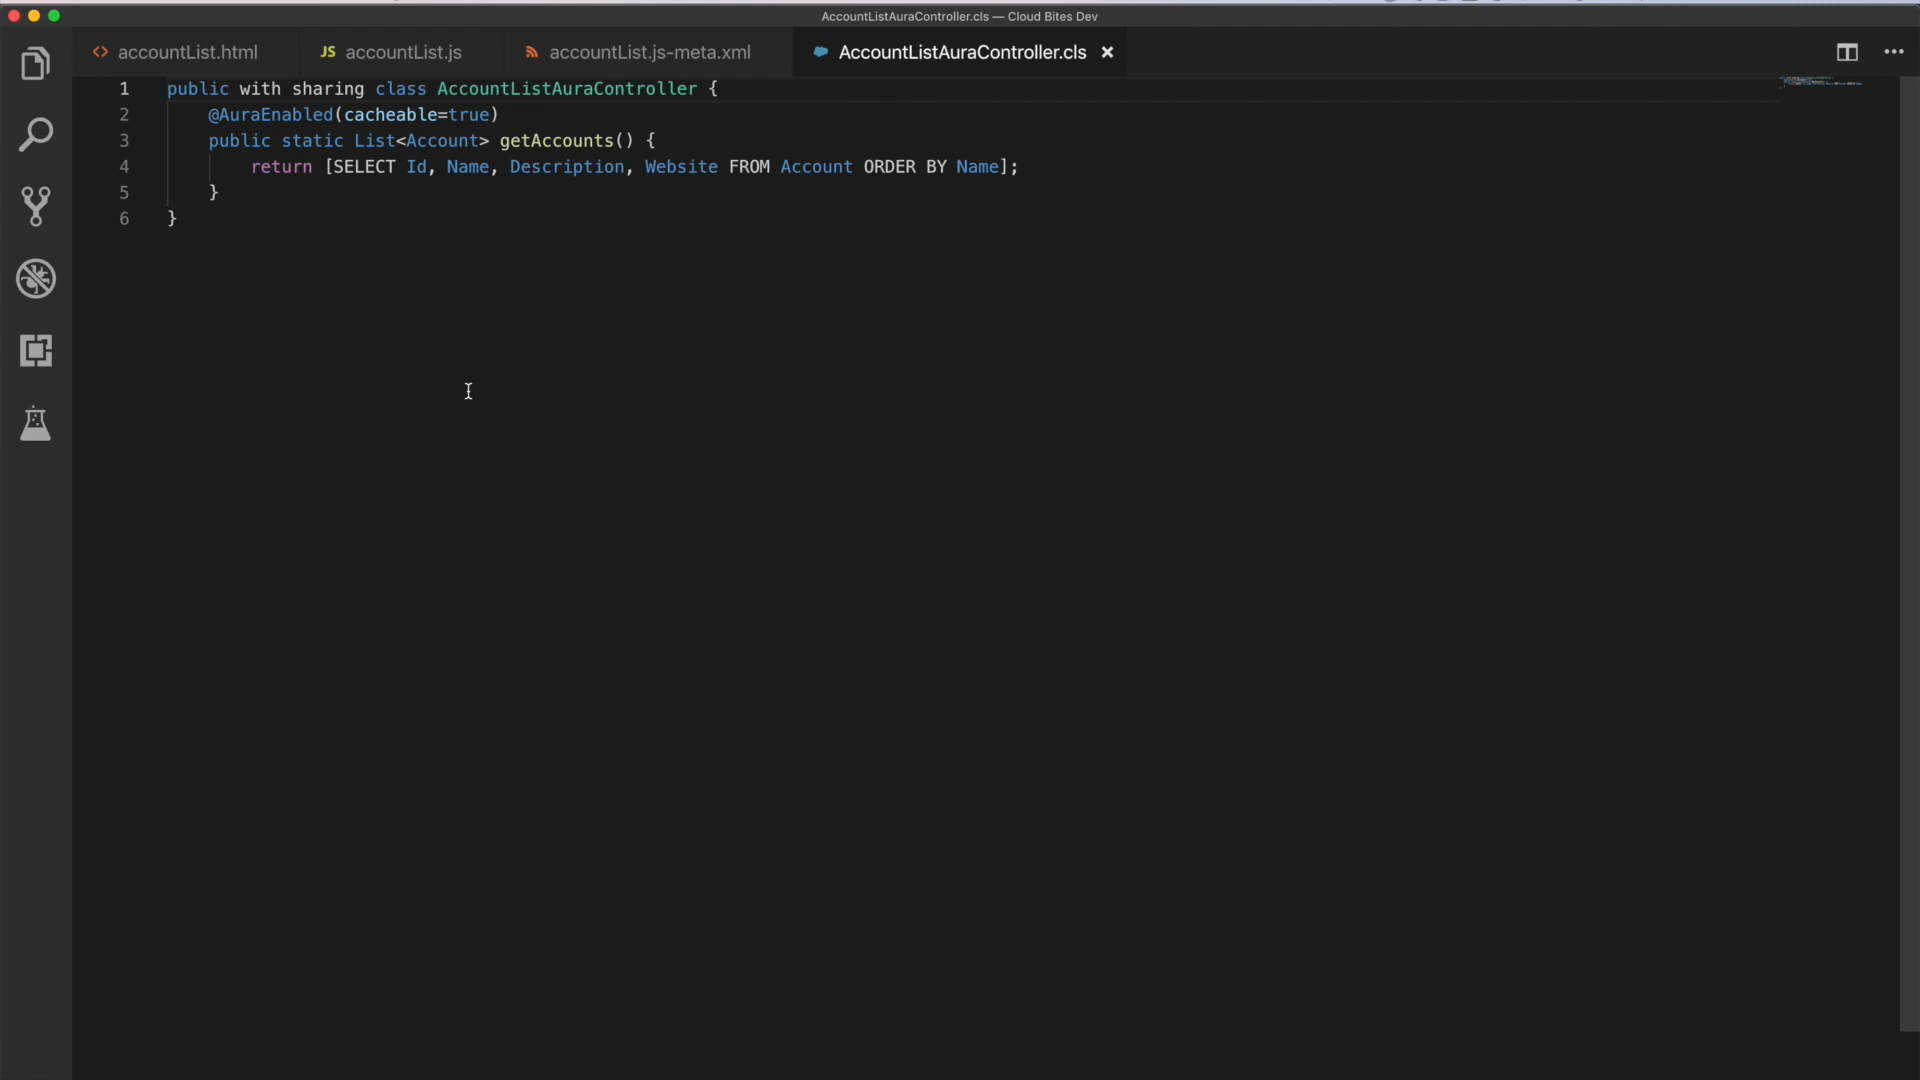 AccountListAuraController.cls — Cloud Bites Dev
<> accountList.html JS accountList.js accountList.js-meta.xml AccountListAuraController.cls ×
1 public with sharing class AccountListAuraController {
2 @AuraEnabled(cacheable=true)
3 public static List<Account> getAccounts() {
4 return [SELECT Id, Name, Description, Website FROM Account ORDER BY Name];
5 }
6 }